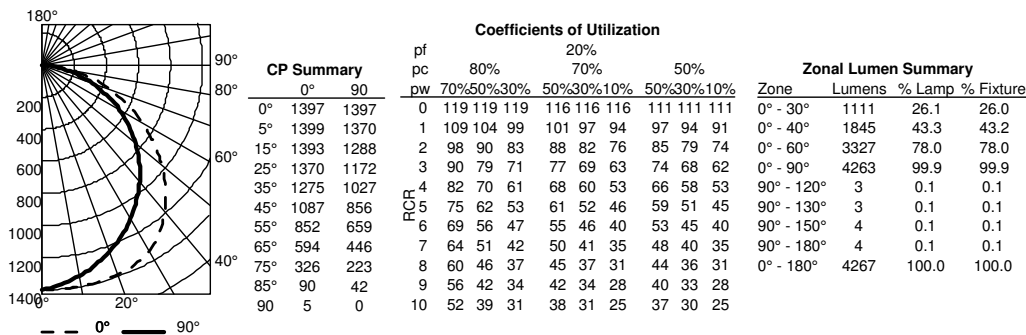 180°
90°
80°
60°
40°
20°
0°
200
400
600
800
1000
1200
1400
0° 90°
CP Summary
0° 90
0° 1397 1397
5° 1399 1370
15° 1393 1288
25° 1370 1172
35° 1275 1027
45° 1087 856
55° 852 659
65° 594 446
75° 326 223
85° 90 42
90 5 0
Coefficients of Utilization
pf 20%
pc 80% 70% 50%
pw 70%50%30% 50%30%10% 50%30%10%
RCR
0 119 119 119 116 116 116 111 111 111
1 109 104 99 101 97 94 97 94 91
2 98 90 83 88 82 76 85 79 74
3 90 79 71 77 69 63 74 68 62
4 82 70 61 68 60 53 66 58 53
5 75 62 53 61 52 46 59 51 45
6 69 56 47 55 46 40 53 45 40
7 64 51 42 50 41 35 48 40 35
8 60 46 37 45 37 31 44 36 31
9 56 42 34 42 34 28 40 33 28
10 52 39 31 38 31 25 37 30 25
Zonal Lumen Summary
Zone Lumens % Lamp % Fixture
0° - 30° 1111 26.1 26.0
0° - 40° 1845 43.3 43.2
0° - 60° 3327 78.0 78.0
0° - 90° 4263 99.9 99.9
90° - 120° 3 0.1 0.1
90° - 130° 3 0.1 0.1
90° - 150° 4 0.1 0.1
90° - 180° 4 0.1 0.1
0° - 180° 4267 100.0 100.0